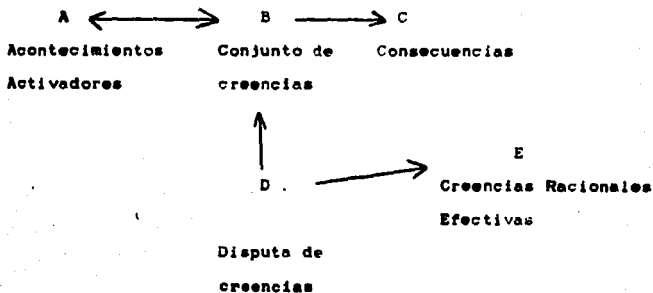 A B C
Acontecimientos Conjunto de Consecuencias
Activadores creencias
E
D .
Creencias Racionales
Efectivas
Disputa de
creencias